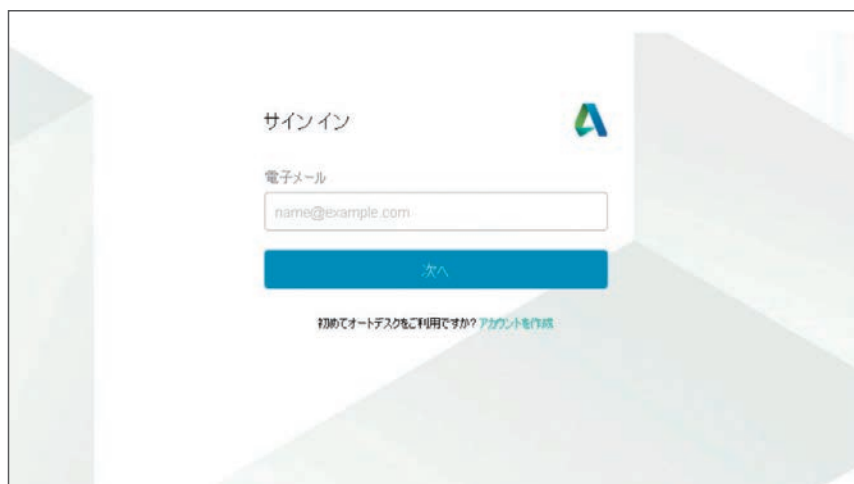 サインイン
電子メール
name@example.com
次へ
初めてオートデスクをご利用ですか? アカウントを作成